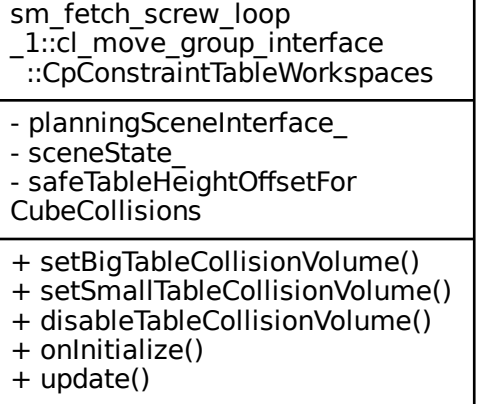 sm_fetch_screw_loop
_1::cl_move_group_interface
::CpConstraintTableWorkspaces
- planningSceneInterface_
- sceneState_
- safeTableHeightOffsetFor
CubeCollisions
+ setBigTableCollisionVolume()
+ setSmallTableCollisionVolume()
+ disableTableCollisionVolume()
+ onInitialize()
+ update()